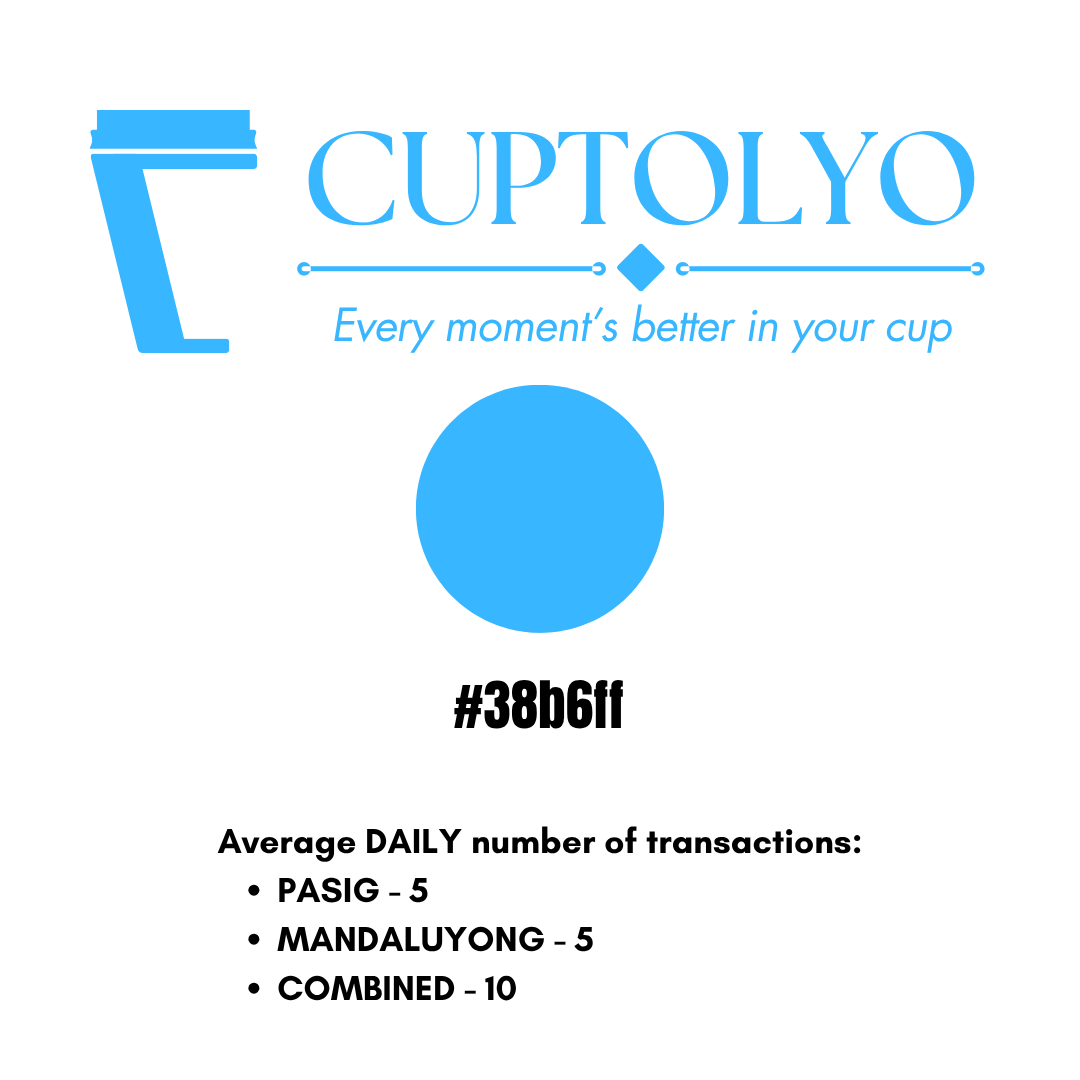 CUPTOLYO
Every moment's better in your cup
#38b6ff
Average DAILY number of transactions:
• PASIG - 5
• MANDALUYONG - 5
• COMBINED - 10